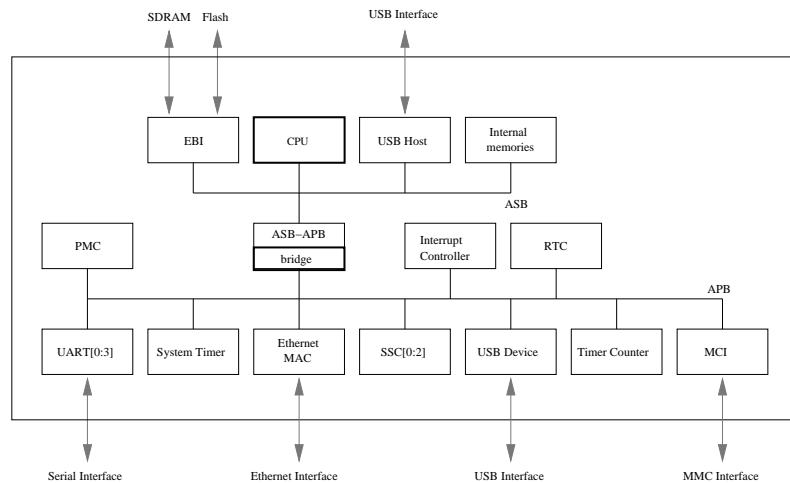 SDRAM Flash USB Interface
EBI CPU USB Host Internal
memories
ASB
PMC ASB−APB
bridge
Interrupt
Controller
RTC
APB
UART[0:3] System Timer Ethernet
MAC
SSC[0:2] USB Device Timer Counter MCI
Serial Interface Ethernet Interface USB Interface MMC Interface